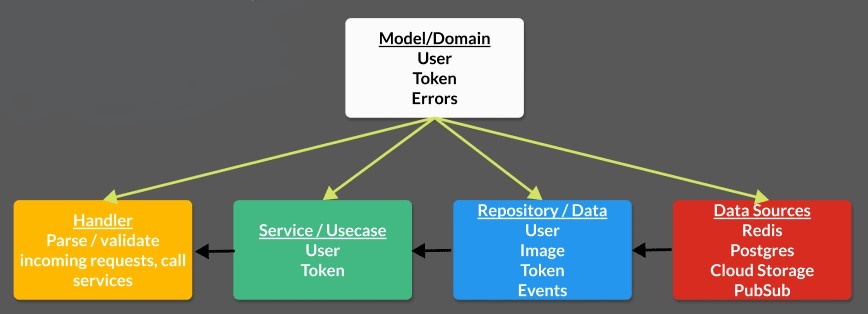 Model/Domain
User
Token
Errors
Handler
Parse / validate
incoming requests, call
services
Service / Usecase
User
Token
Repository / Data
User
Image
Token
Events
Data Sources
Redis
Postgres
Cloud Storage
PubSub